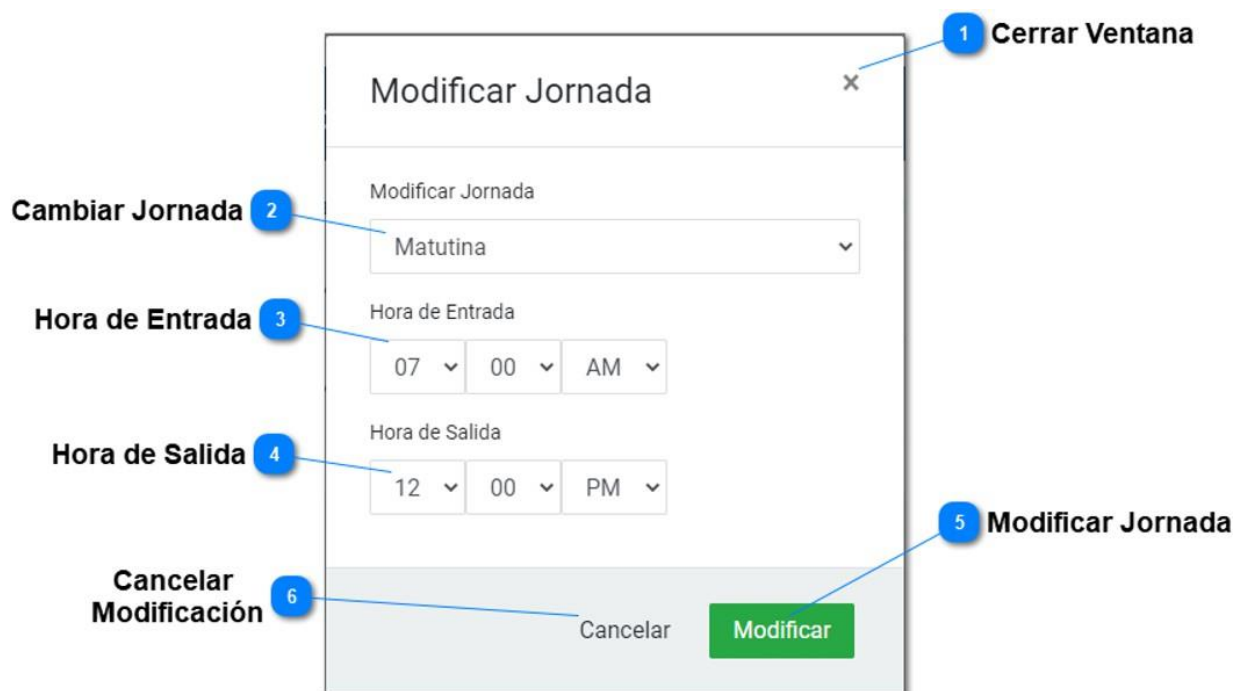 1 Cerrar Ventana
Modificar Jornada ×
Modificar Jornada
Cambiar Jornada 2
Matutina
Hora de Entrada
Hora de Entrada 3
07 00 AM
Hora de Salida
Hora de Salida 4
12 00 PM
5 Modificar Jornada
Cancelar
Modificación 6
Cancelar Modificar